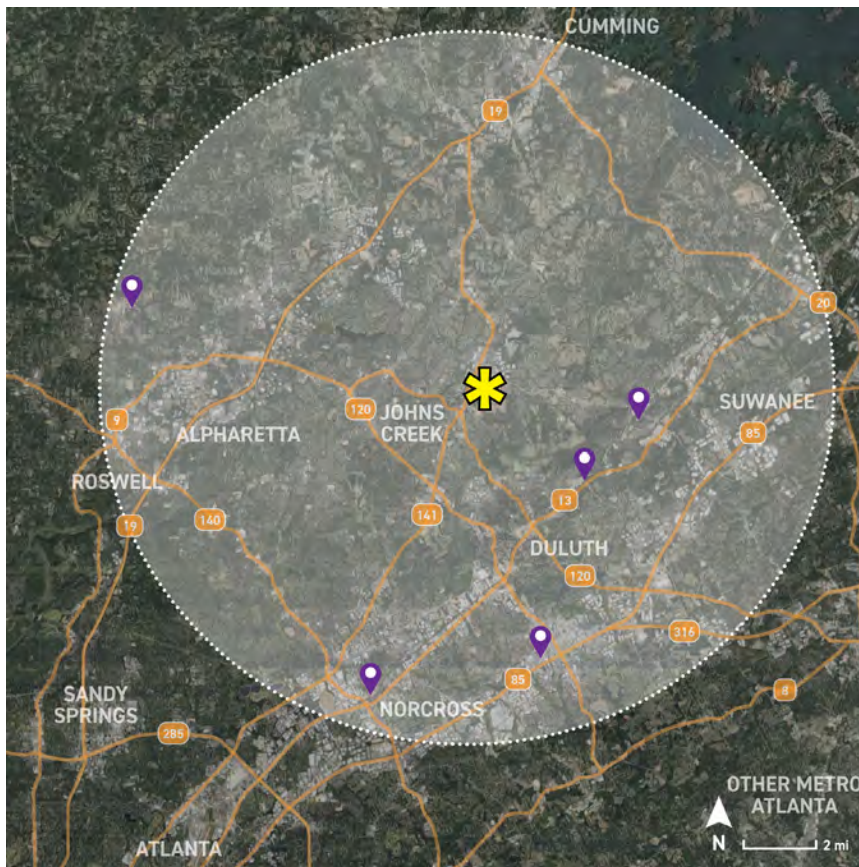 CUMMING
19
20
9
120
JOHNS
CREEK
SUWANEE
85
ALPHARETTA
ROSWELL
19
140
141
13
DULUTH
120
316
85
8
SANDY
SPRINGS
NORCROSS
285
OTHER METRO
ATLANTA
ATLANTA
N
2 mi